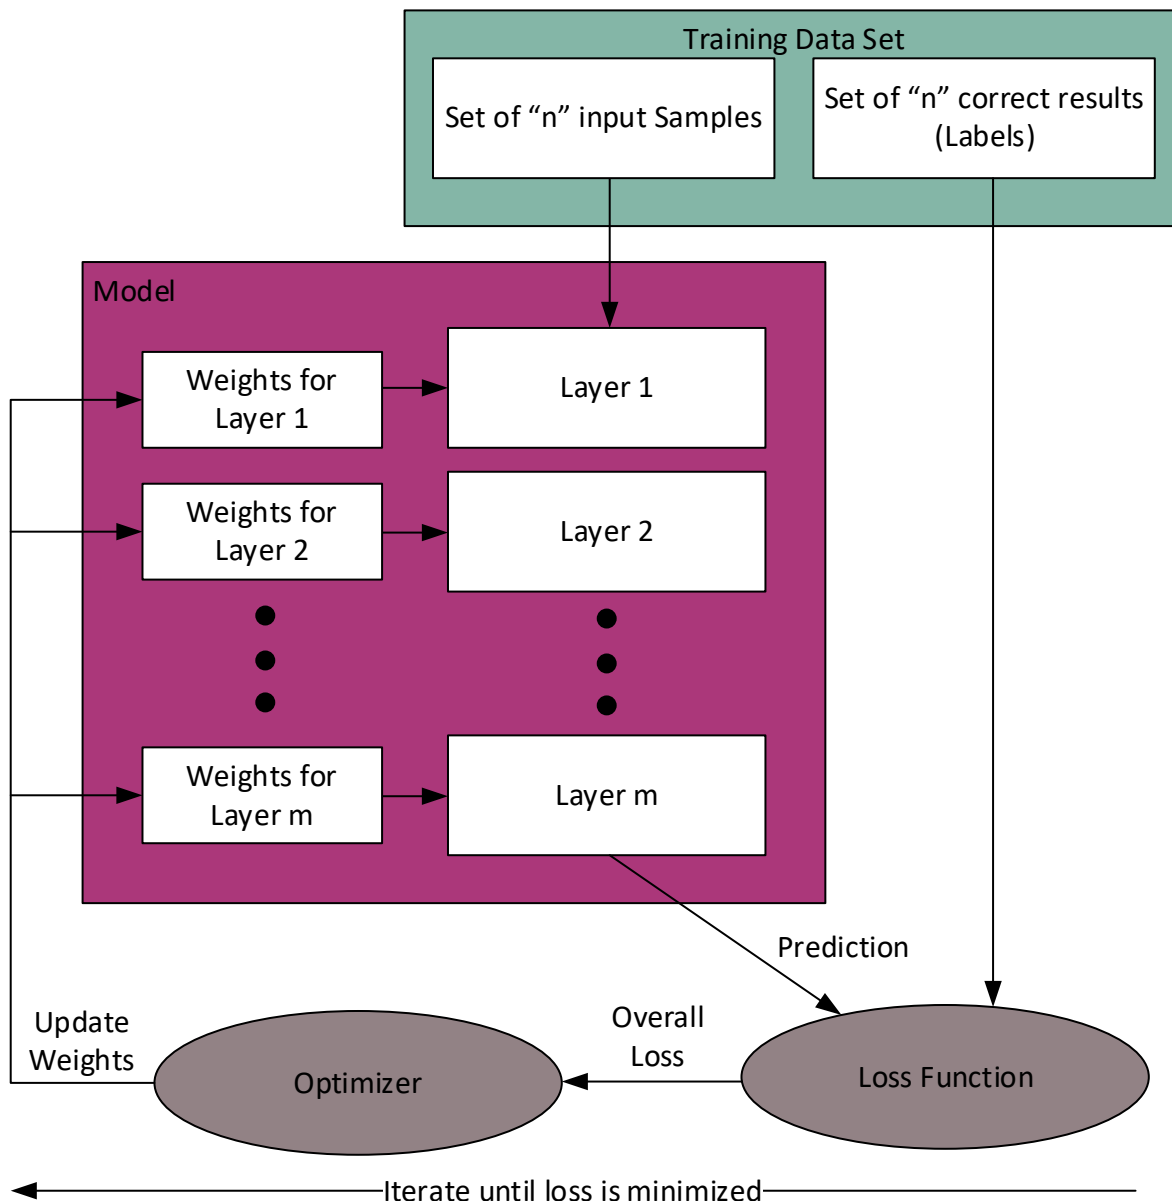 Training Data Set
Set of “n” input Samples
Set of “n” correct results
(Labels)
Model
Weights for
Layer 1
Layer 1
Weights for
Layer 2
Layer 2
Weights for
Layer m
Layer m
Prediction
Update
Weights
Optimizer
Overall
Loss
Loss Function
Iterate until loss is minimized